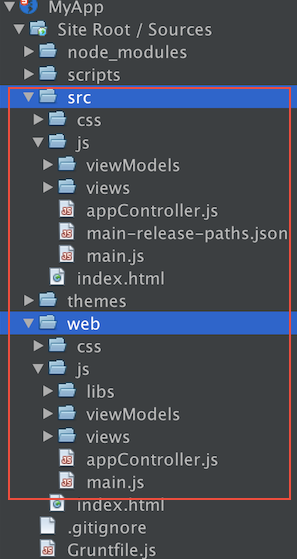 MyApp
Site Root / Sources
node_modules
scripts
src
css
js
viewModels
views
appController.js
main-release-paths.json
main.js
index.html
themes
web
css
js
libs
viewModels
views
appController.js
main.js
index.html
.gitignore
Gruntfile.js